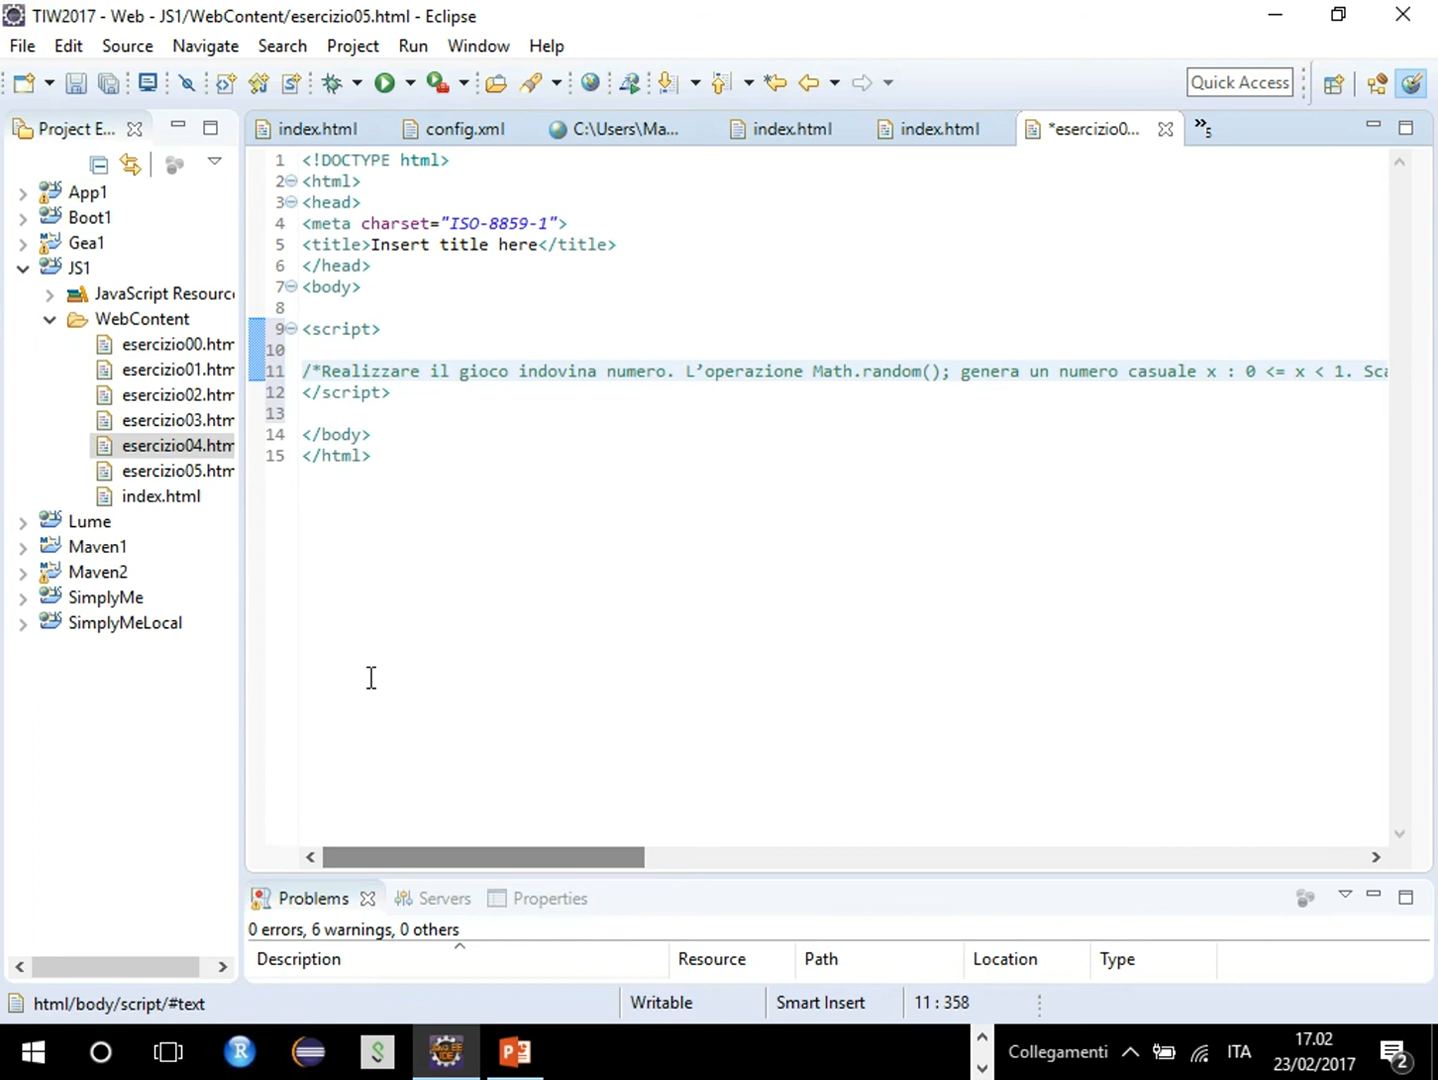 TIW2017 - Web - JS1/WebContent/esercizio05.html - Eclipse
File Edit Source Navigate Search Project Run Window Help
Quick Access
Project E...
index.html
config.xml
C:\Users\Ma...
index.html
index.html
*esercizio0...
»5
App1
Boot1
Gea1
JS1
JavaScript Resourc
WebContent
esercizio00.htm
esercizio01.htm
esercizio02.htm
esercizio03.htm
esercizio04.htm
esercizio05.htm
index.html
Lume
Maven1
Maven2
SimplyMe
SimplyMeLocal
1 <!DOCTYPE html>
2 <html>
3 <head>
4 <meta charset="ISO-8859-1">
5 <title>Insert title here</title>
6 </head>
7 <body>
8
9 <script>
10
11 /*Realizzare il gioco indovina numero. L’operazione Math.random(); genera un numero casuale x : 0 <= x < 1. Sca
12 </script>
13
14 </body>
15 </html>
Problems Servers Properties
0 errors, 6 warnings, 0 others
Description Resource Path Location Type
html/body/script/#text Writable Smart Insert 11 : 358
R
S
JAVA EE
IDE
P
Collegamenti ITA 17.02
23/02/2017
2